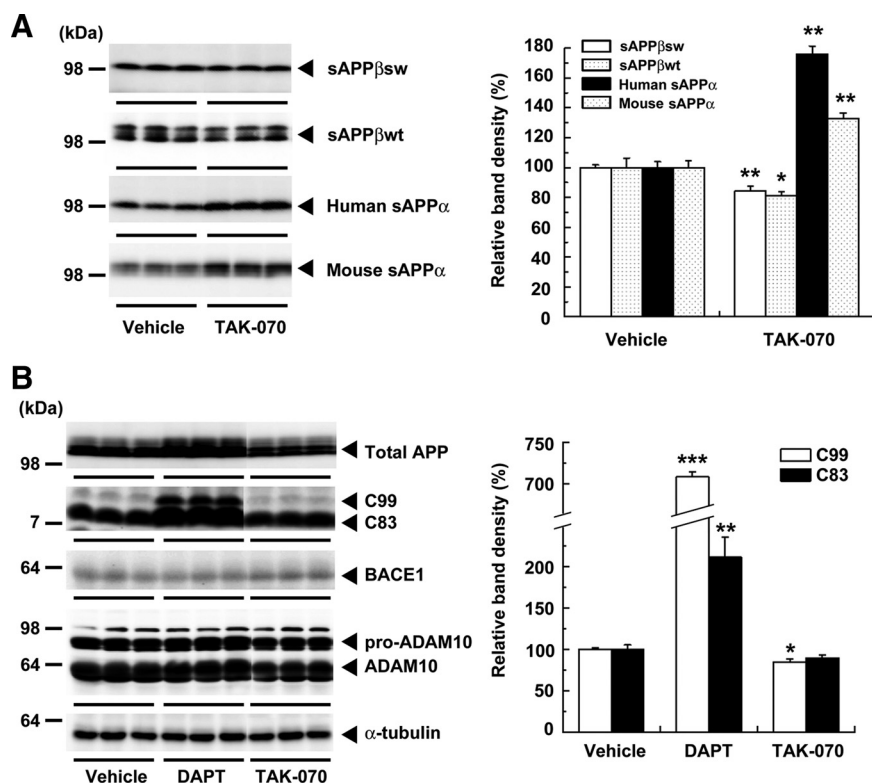 A
(kDa)
98
sAPPβsw
98
sAPPβwt
98
Human sAPPα
98
Mouse sAPPα
Vehicle TAK-070
Relative band density (%)
180
160
140
120
100
80
60
40
20
0
sAPPβsw
sAPPβwt
Human sAPPα
Mouse sAPPα
** * ** **
Vehicle TAK-070
B
(kDa)
98
Total APP
C99
7
C83
64
BACE1
98
pro-ADAM10
64
ADAM10
64
α-tubulin
Vehicle DAPT TAK-070
Relative band density (%)
750
700
200
150
100
50
0
C99
C83
*** ** *
Vehicle DAPT TAK-070